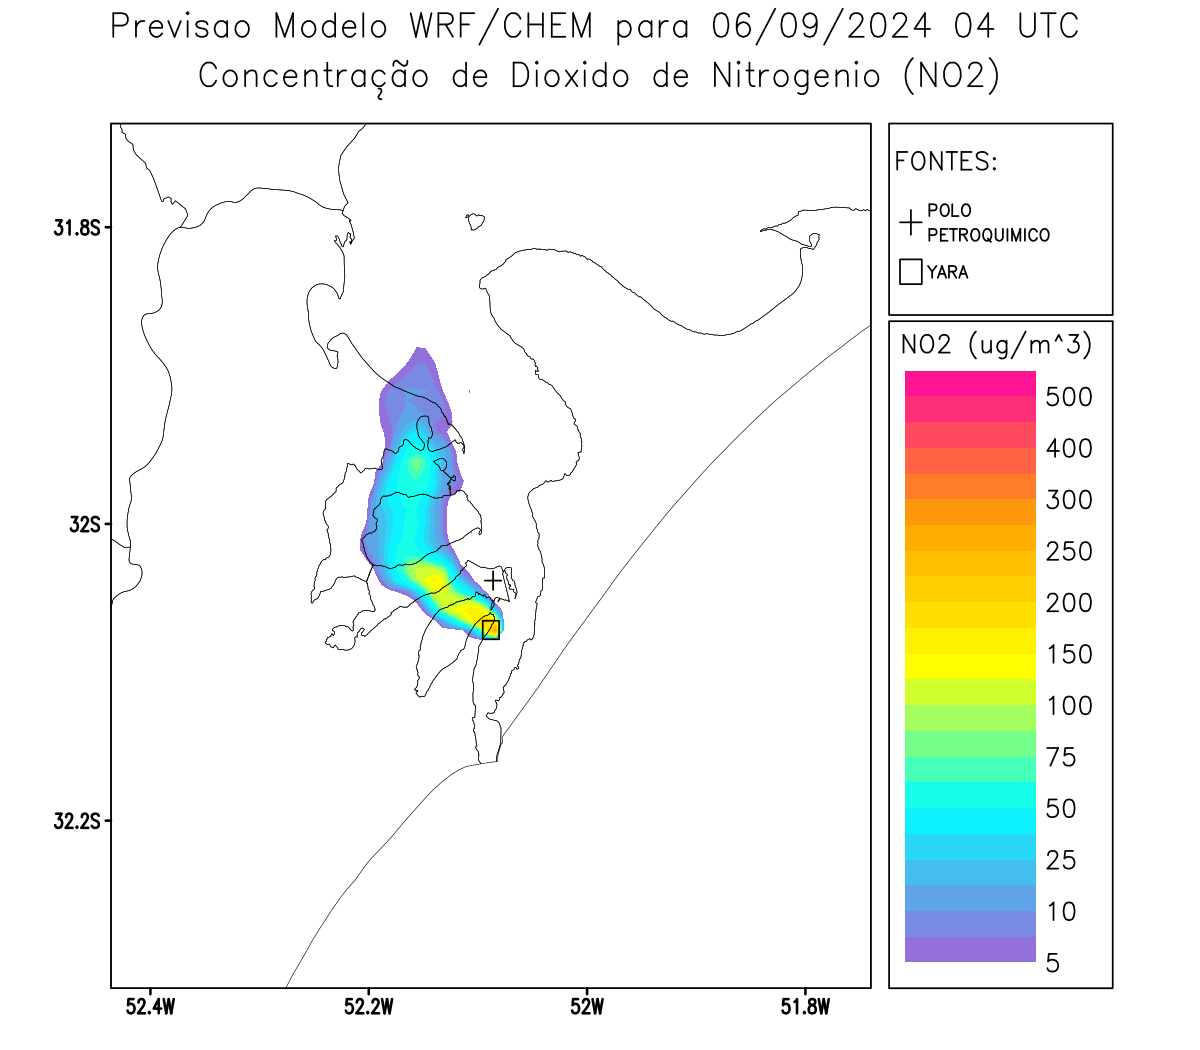 Previsao Modelo WRF/CHEM para 06/09/2024 04 UTC
Concentração de Dioxido de Nitrogenio (NO2)
FONTES:
POLO
PETROQUIMICO
YARA
NO2 (ug/m^3)
500
400
300
250
200
150
100
75
50
25
10
5
31.8S
32S
32.2S
52.4W
52.2W
52W
51.8W